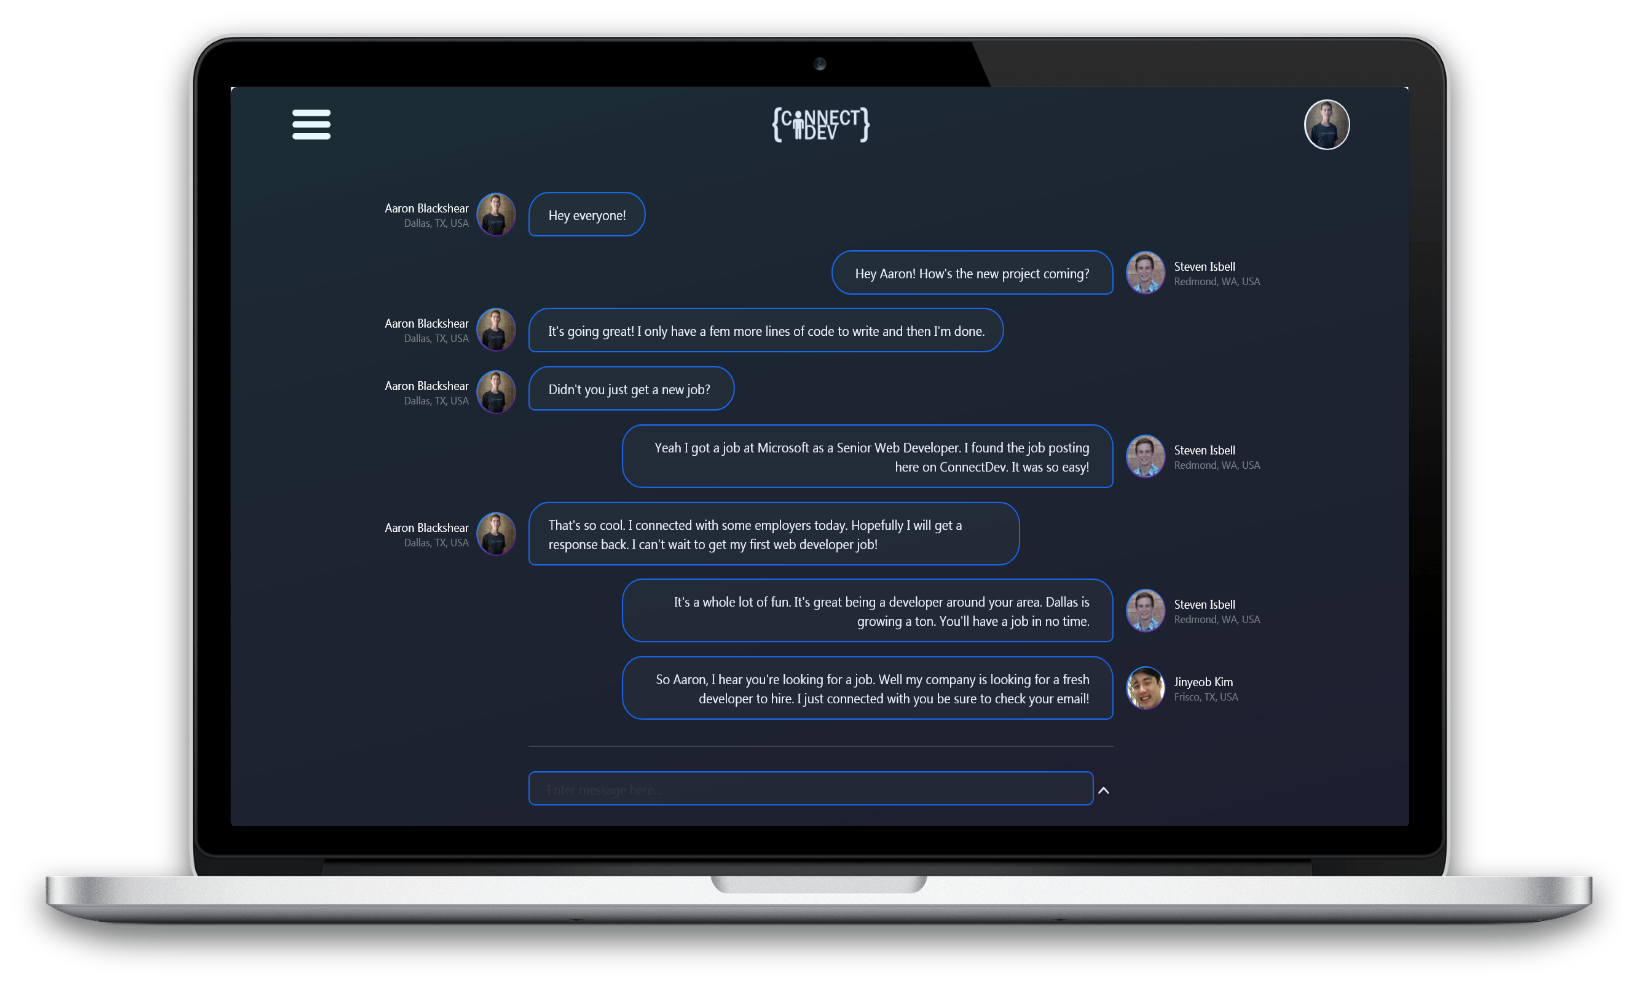 {CONNECT
DEV}
Aaron Blackshear
Dallas, TX, USA
Hey everyone!
Hey Aaron! How's the new project coming?
Steven Isbell
Redmond, WA, USA
Aaron Blackshear
Dallas, TX, USA
It's going great! I only have a fem more lines of code to write and then I'm done.
Aaron Blackshear
Dallas, TX, USA
Didn't you just get a new job?
Yeah I got a job at Microsoft as a Senior Web Developer. I found the job posting
here on ConnectDev. It was so easy!
Steven Isbell
Redmond, WA, USA
Aaron Blackshear
Dallas, TX, USA
That's so cool. I connected with some employers today. Hopefully I will get a
response back. I can't wait to get my first web developer job!
It's a whole lot of fun. It's great being a developer around your area. Dallas is
growing a ton. You'll have a job in no time.
Steven Isbell
Redmond, WA, USA
So Aaron, I hear you're looking for a job. Well my company is looking for a fresh
developer to hire. I just connected with you be sure to check your email!
Jinyeob Kim
Frisco, TX, USA
Enter message here...